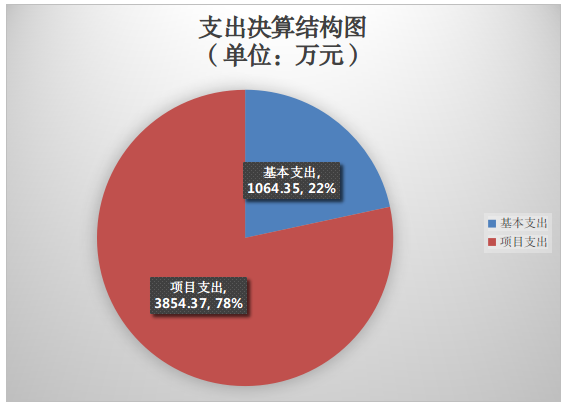 支出决算结构图
（单位：万元）
基本支出,
1064.35, 22%
项目支出,
3854.37, 78%
基本支出
项目支出